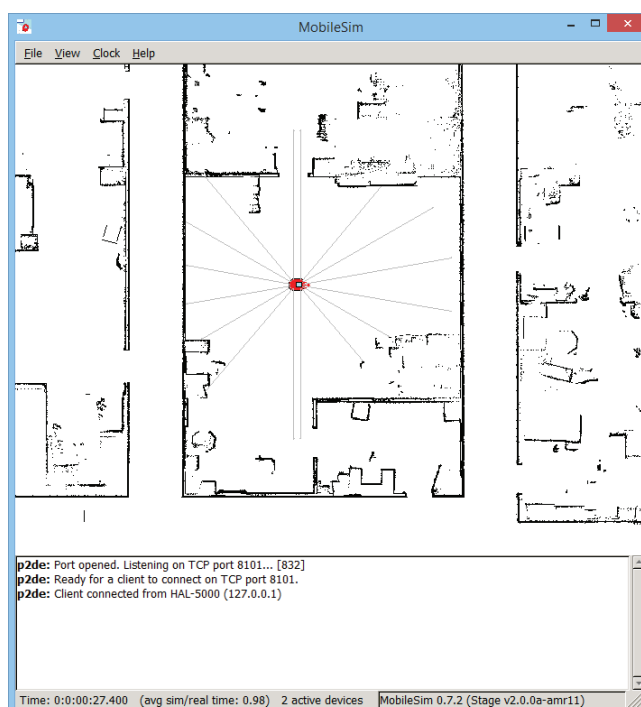 MobileSim
File View Clock Help
p2de: Port opened. Listening on TCP port 8101... [832]
p2de: Ready for a client to connect on TCP port 8101.
p2de: Client connected from HAL-5000 (127.0.0.1)
Time: 0:0:00:27.400 (avg sim/real time: 0.98) 2 active devices MobileSim 0.7.2 (Stage v2.0.0a-amr11)